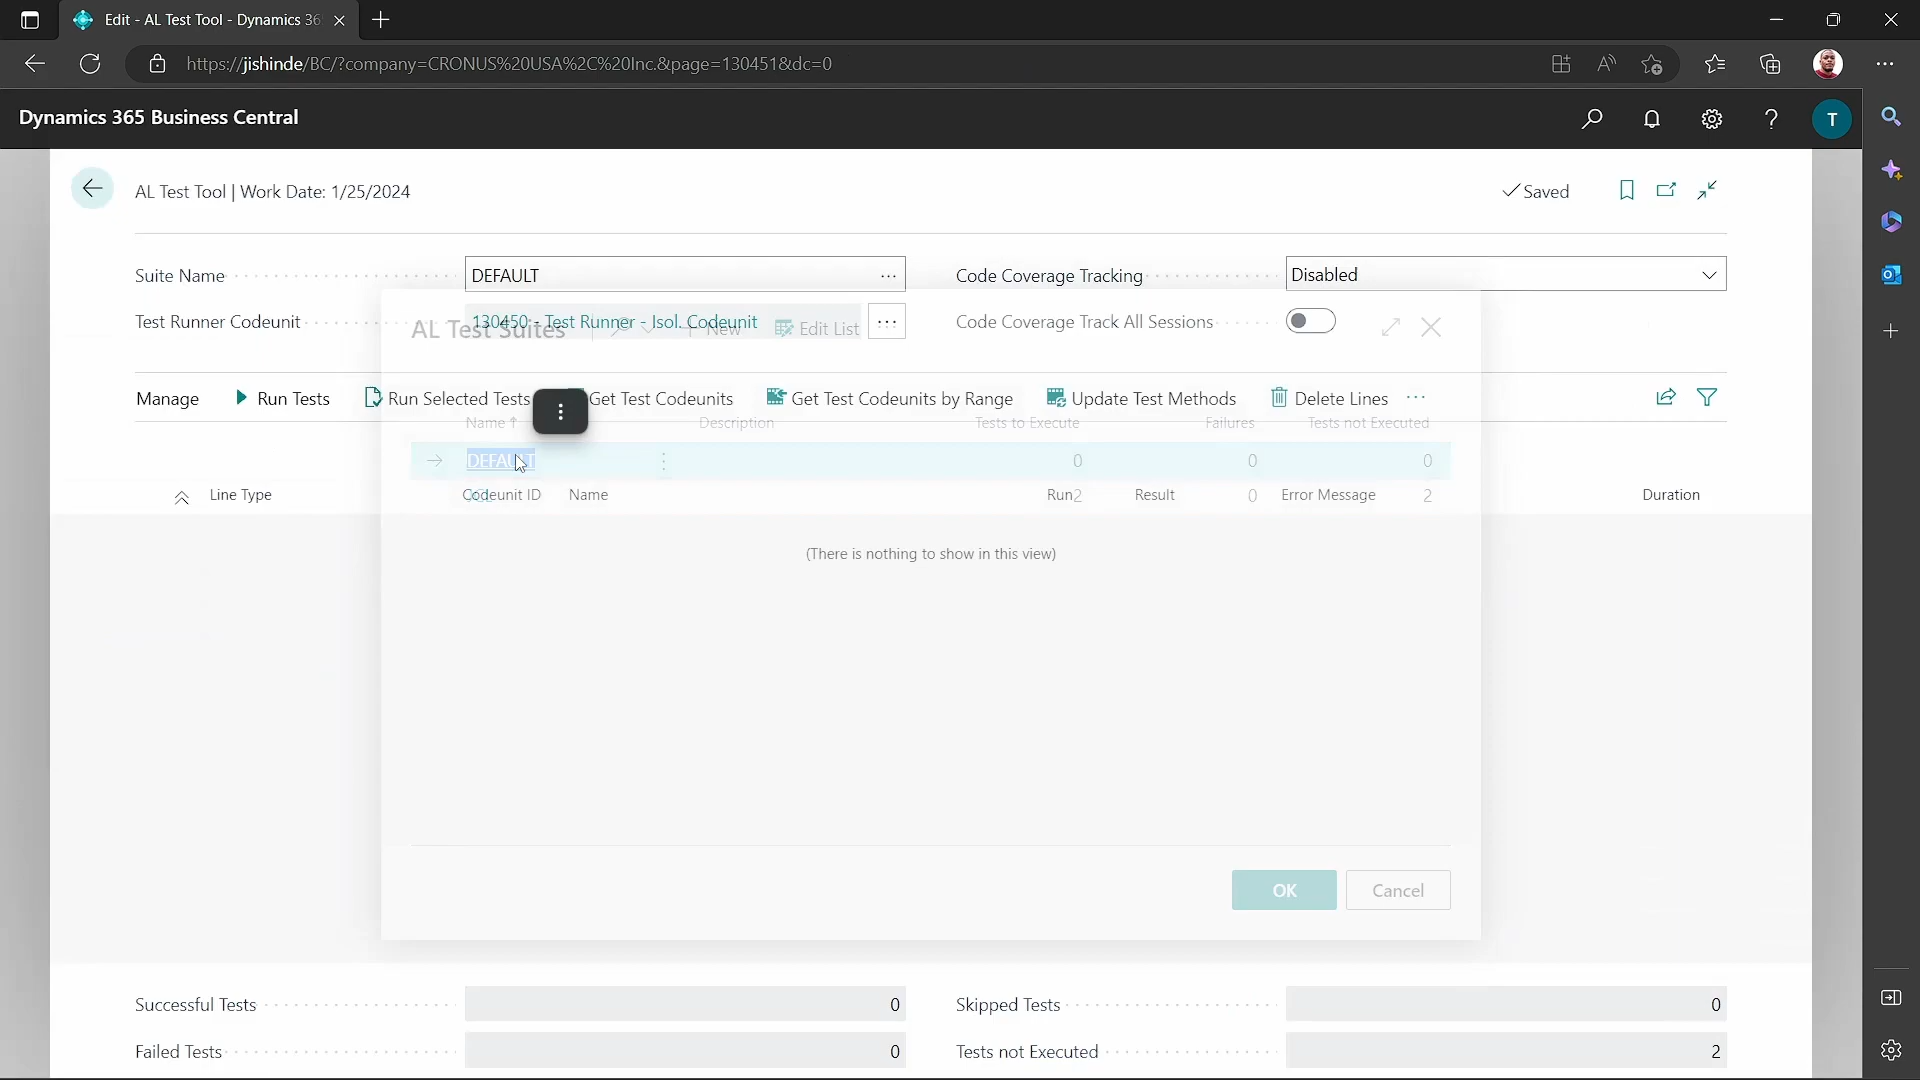 Edit - AL Test Tool - Dynamics 36
https://jishinde/BC/?company=CRONUS%20USA%2C%20Inc.&page=130451&dc=0
Dynamics 365 Business Central
T
AL Test Tool | Work Date: 1/25/2024
Saved
Suite Name
DEFAULT
Code Coverage Tracking
Disabled
Test Runner Codeunit
130450 - Test Runner - Isol. Codeunit
Code Coverage Track All Sessions
AL Test Suites
New
Edit List
Manage
Run Tests
Run Selected Tests
Get Test Codeunits
Get Test Codeunits by Range
Update Test Methods
Delete Lines
Name ↑
Description
Tests to Execute
Failures
Tests not Executed
DEFAULT
0
0
0
Line Type
Codeunit ID
Name
Run
2
Result
0
Error Message
2
Duration
(There is nothing to show in this view)
OK
Cancel
Successful Tests
0
Skipped Tests
0
Failed Tests
0
Tests not Executed
2